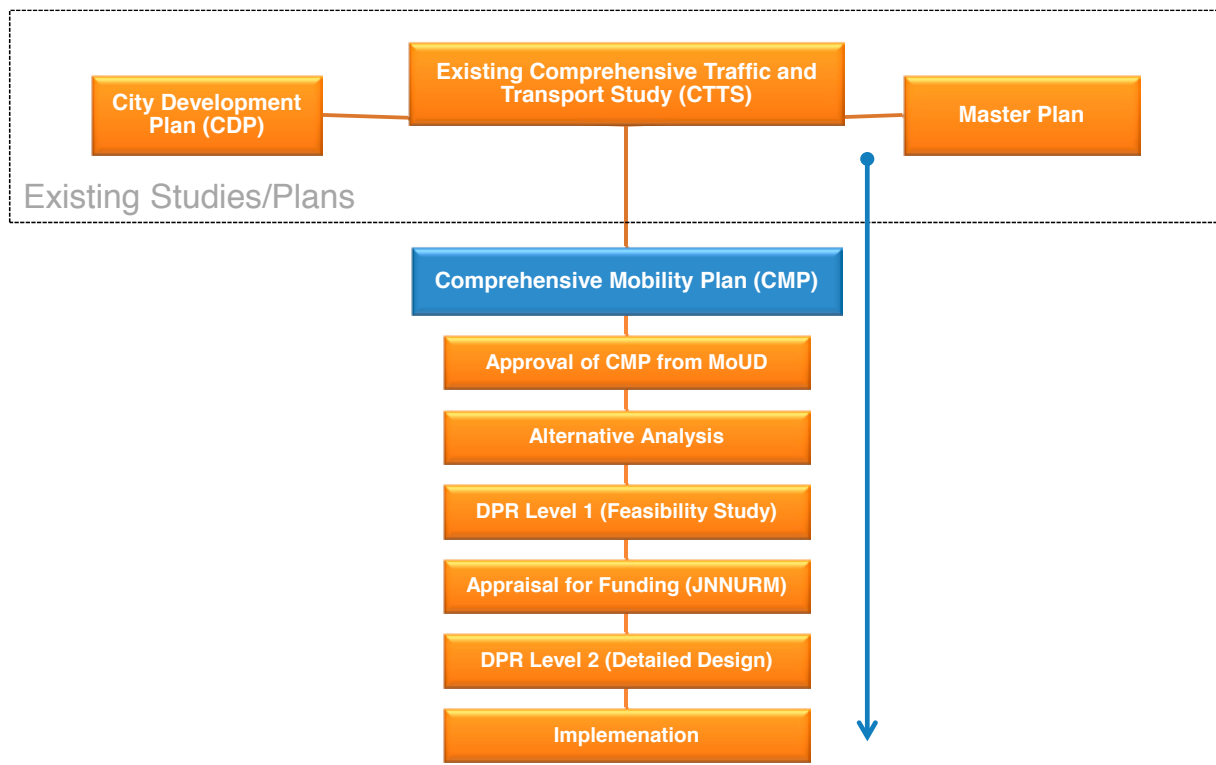 Existing Comprehensive Traffic and
Transport Study (CTTS)
City Development
Plan (CDP)
Master Plan
Existing Studies/Plans
Comprehensive Mobility Plan (CMP)
Approval of CMP from MoUD
Alternative Analysis
DPR Level 1 (Feasibility Study)
Appraisal for Funding (JNNURM)
DPR Level 2 (Detailed Design)
Implemenation